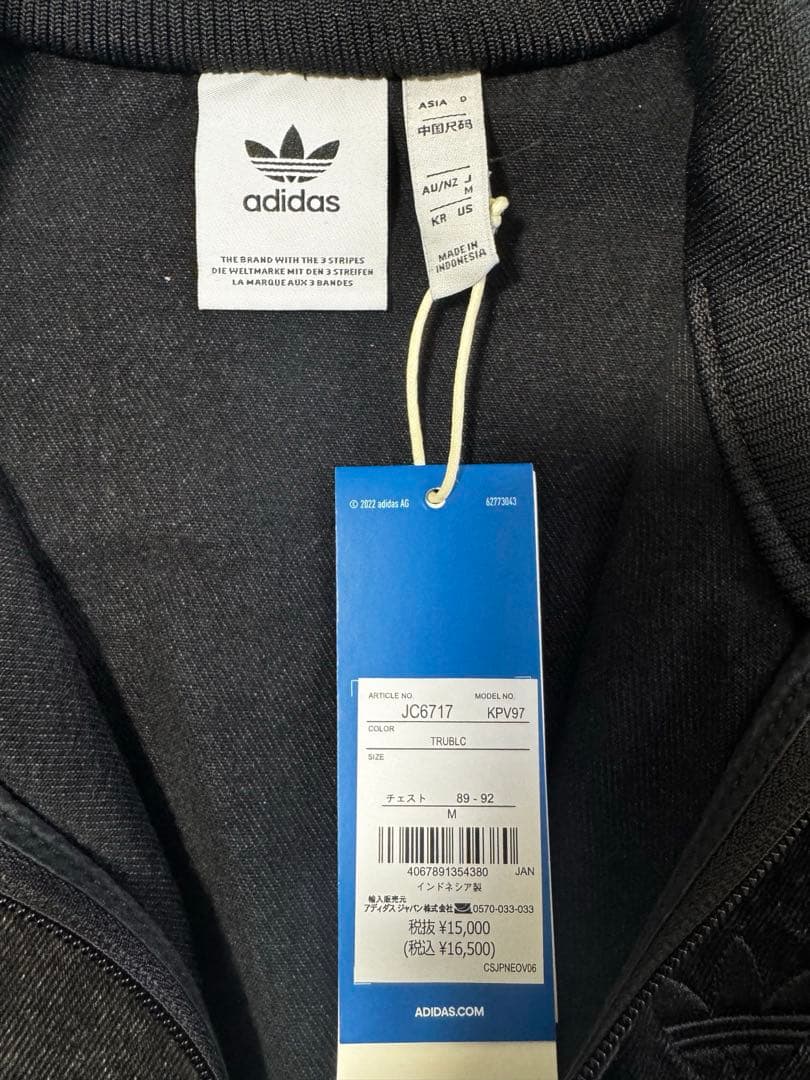 adidas
THE BRAND WITH THE 3 STRIPES
DIE WELTMARKE MIT DEN 3 STREIFEN
LA MARQUE AUX 3 BANDES
ASIA D
中国尺码
AU/NZ J
M
KR US
MADE IN
INDONESIA
© 2022 adidas AG 62773043
ARTICLE NO. MODEL NO.
JC6717 KPV97
COLOR
TRUBLC
SIZE
チェスト 89 - 92
M
4067891354380 JAN
インドネシア製
輸入販売元
アディダス ジャパン株式会社 0570-033-033
税抜 ¥15,000
(税込 ¥16,500)
CSJPNEOV06
ADIDAS.COM